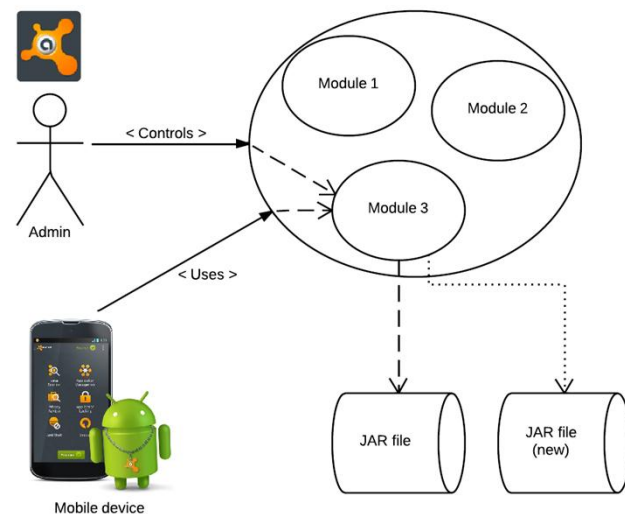 Module 1
Module 2
< Controls >
Module 3
Admin
< Uses >
JAR file
JAR file
(new)
Mobile device